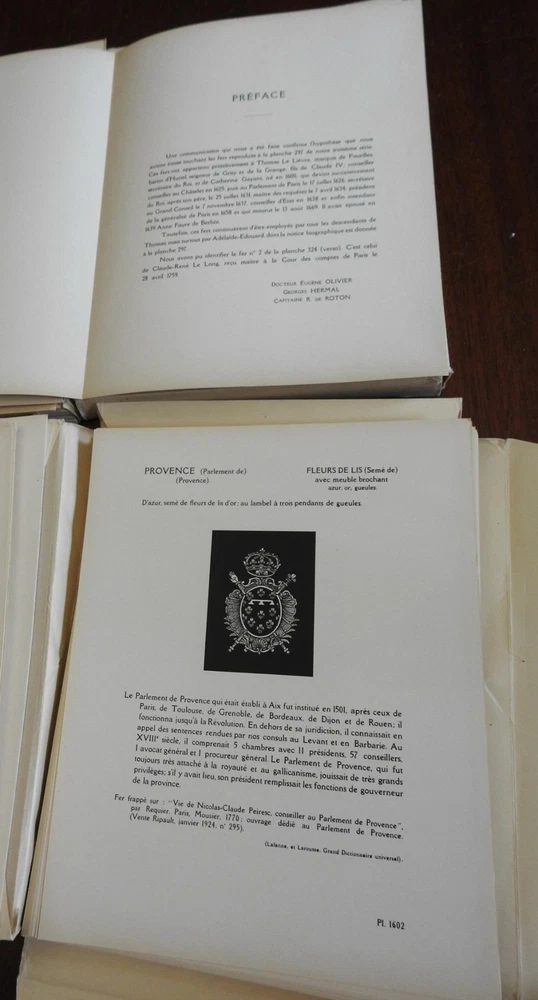 PRÉFACE
Une communication qui nous a été faite confirme l'hypothèse que nous
avions émise touchant les fers reproduits à la planche 297 de notre troisième série.
Ces fers ont appartenu primitivement à Thomas Le Lièvre, marquis de Fourilles,
baron d'Huriel, seigneur de Grisy et de la Grange, fils de Claude IV, conseiller
secrétaire du Roi, et de Catherine né en 1600, qui devint successivement
conseiller au Châtelet en 1625, puis au Parlement de Paris le 17 juillet 1626, secrétaire
du Roi après son père, le 25 juillet 1631, maître des requêtes le 7 avril 1634, président
au Grand Conseil le 7 novembre 1637, conseiller d'Etat en 1638 et enfin intendant
de la généralité de Paris en 1658 et qui mourut le 13 août 1669. Il avait épousé en
1639 Anne Faure de Berlize.
Toutefois, ces fers continuèrent d'être employés par tous les descendants de
Thomas, mais surtout par Adélaïde-Edouard dont la notice biographique est donnée
à la planche 297.
Nous avons pu identifier le fer n° 2 de la planche 324 (verso). C'est celui
de Claude-René Le Long, reçu maître à la Cour des comptes de Paris le
28 avril 1759.
DOCTEUR EUGÈNE OLIVIER
GEORGES HERMAL
CAPITAINE R. DE ROTON
PROVENCE (Parlement de)
(Provence)
FLEURS DE LIS (Semé de)
avec meuble brochant
azur, or, gueules.
D'azur, semé de fleurs de lis d'or; au lambel à trois pendants de gueules.
Le Parlement de Provence qui était établi à Aix fut institué en 1501, après ceux de
Paris, de Toulouse, de Grenoble, de Bordeaux, de Dijon et de Rouen; il
fonctionna jusqu'à la Révolution. En dehors de sa juridiction, il connaissait en
appel des sentences rendues par nos consuls au Levant et en Barbarie. Au
XVIIIe siècle, il comprenait 5 chambres avec 11 présidents, 57 conseillers,
1 avocat général et 1 procureur général. Le Parlement de Provence, qui fut
toujours très attaché à la royauté et au gallicanisme, jouissait de très grands
privilèges; s'il y avait lieu, son président remplissait les fonctions de gouverneur
de la province.
Fer frappé sur : "Vie de Nicolas-Claude Peiresc, conseiller au Parlement de Provence",
par Requier. Paris, Mousier, 1770; ouvrage dédié au Parlement de Provence.
(Vente Ripault, janvier 1924, n° 295).
(Lalanne, et Larousse. Grand Dictionnaire universel).
Pl. 1602